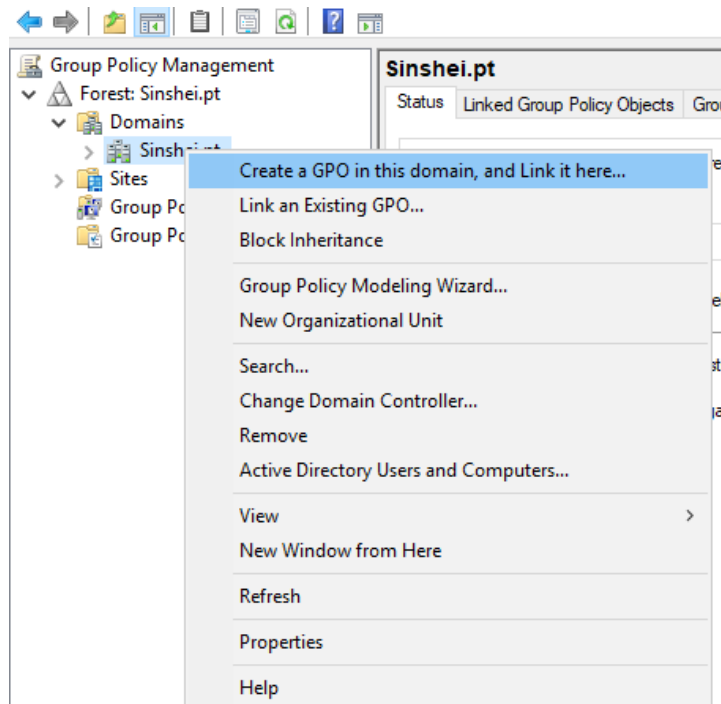 Group Policy Management
Forest: Sinshei.pt
Domains
Sites
Group
Group
Sinshei.pt
Status Linked Group Policy Objects
Create a GPO in this domain, and Link it here...
Link an Existing GPO...
Block Inheritance
Group Policy Modeling Wizard...
New Organizational Unit
Search...
Change Domain Controller...
Remove
Active Directory Users and Computers...
View
New Window from Here
Refresh
Properties
Help